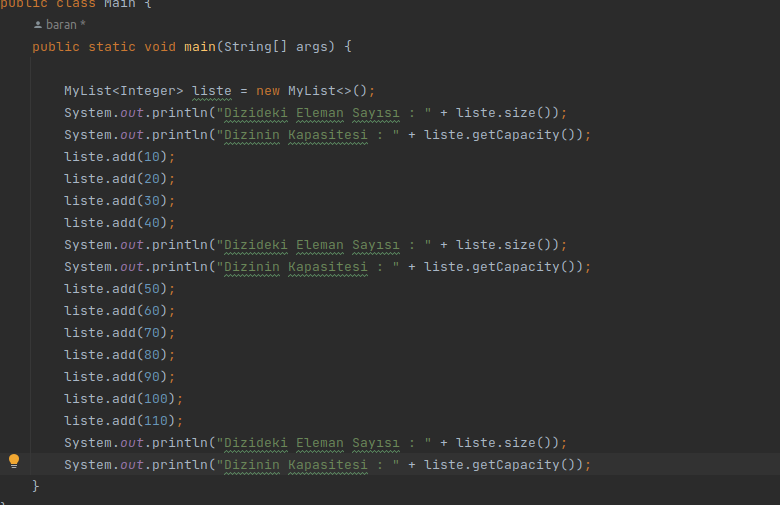 public class Main {
baran *
public static void main(String[] args) {
MyList<Integer> liste = new MyList<>();
System.out.println("Dizideki Eleman Sayısı : " + liste.size());
System.out.println("Dizinin Kapasitesi : " + liste.getCapacity());
liste.add(10);
liste.add(20);
liste.add(30);
liste.add(40);
System.out.println("Dizideki Eleman Sayısı : " + liste.size());
System.out.println("Dizinin Kapasitesi : " + liste.getCapacity());
liste.add(50);
liste.add(60);
liste.add(70);
liste.add(80);
liste.add(90);
liste.add(100);
liste.add(110);
System.out.println("Dizideki Eleman Sayısı : " + liste.size());
System.out.println("Dizinin Kapasitesi : " + liste.getCapacity());
}
}